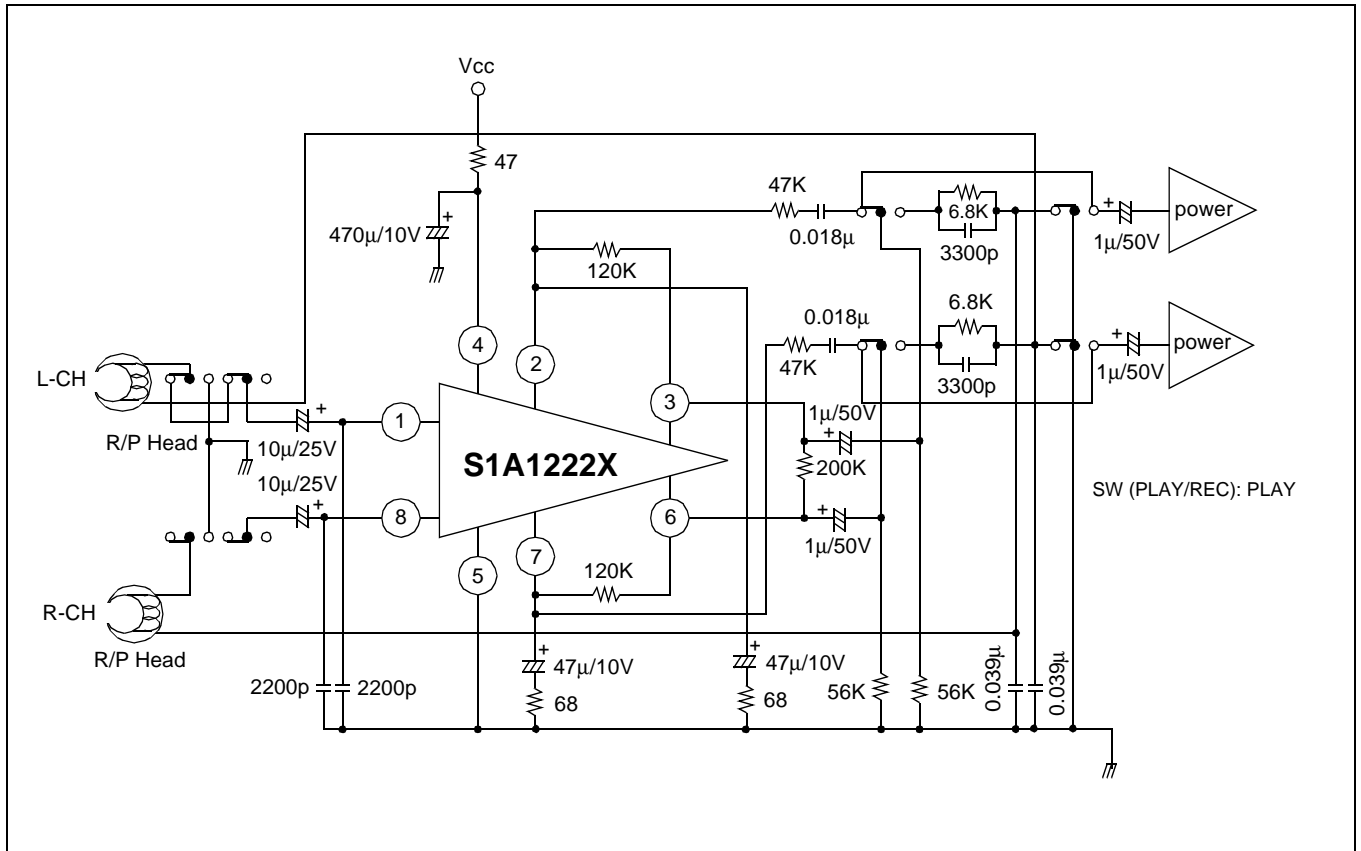 Vcc
47
470μ/10V
47K
0.018μ
6.8K
3300p
1μ/50V
power
120K
4
2
0.018μ
47K
6.8K
3300p
1μ/50V
power
L-CH
R/P Head
10μ/25V
1
3
1μ/50V
S1A1222X
200K
SW (PLAY/REC): PLAY
10μ/25V
8
6
1μ/50V
5
7
120K
R-CH
R/P Head
2200p
2200p
47μ/10V
68
47μ/10V
68
56K
56K
0.039μ
0.039μ